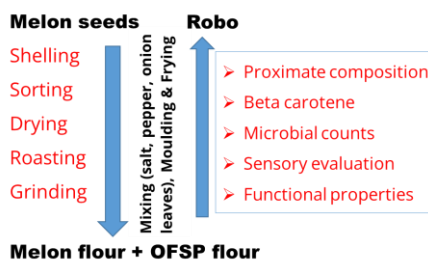 Melon seeds
Shelling
Sorting
Drying
Roasting
Grinding
Mixing (salt, pepper, onion
leaves), Moulding & Frying
Robo
➢ Proximate composition
➢ Beta carotene
➢ Microbial counts
➢ Sensory evaluation
➢ Functional properties
Melon flour + OFSP flour